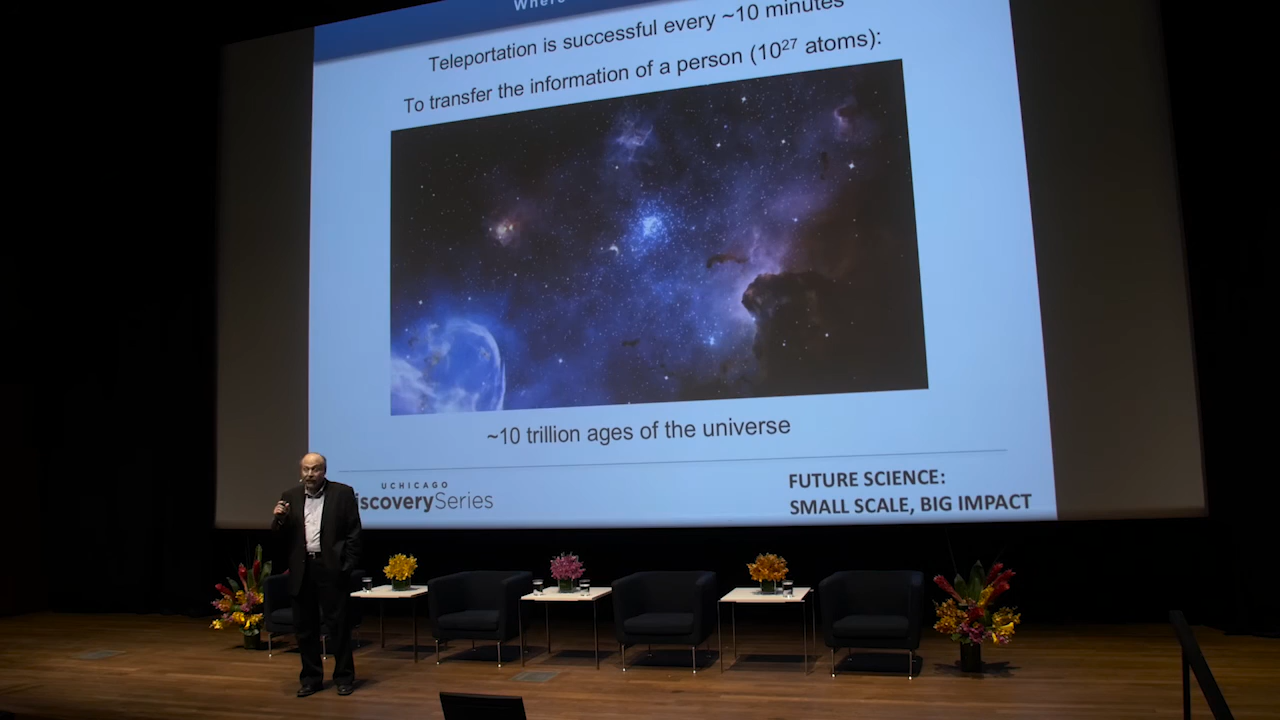 Where
Teleportation is successful every ~10 minutes
To transfer the information of a person (10²⁷ atoms):
~10 trillion ages of the universe
UCHICAGO
iscoverySeries
FUTURE SCIENCE:
SMALL SCALE, BIG IMPACT